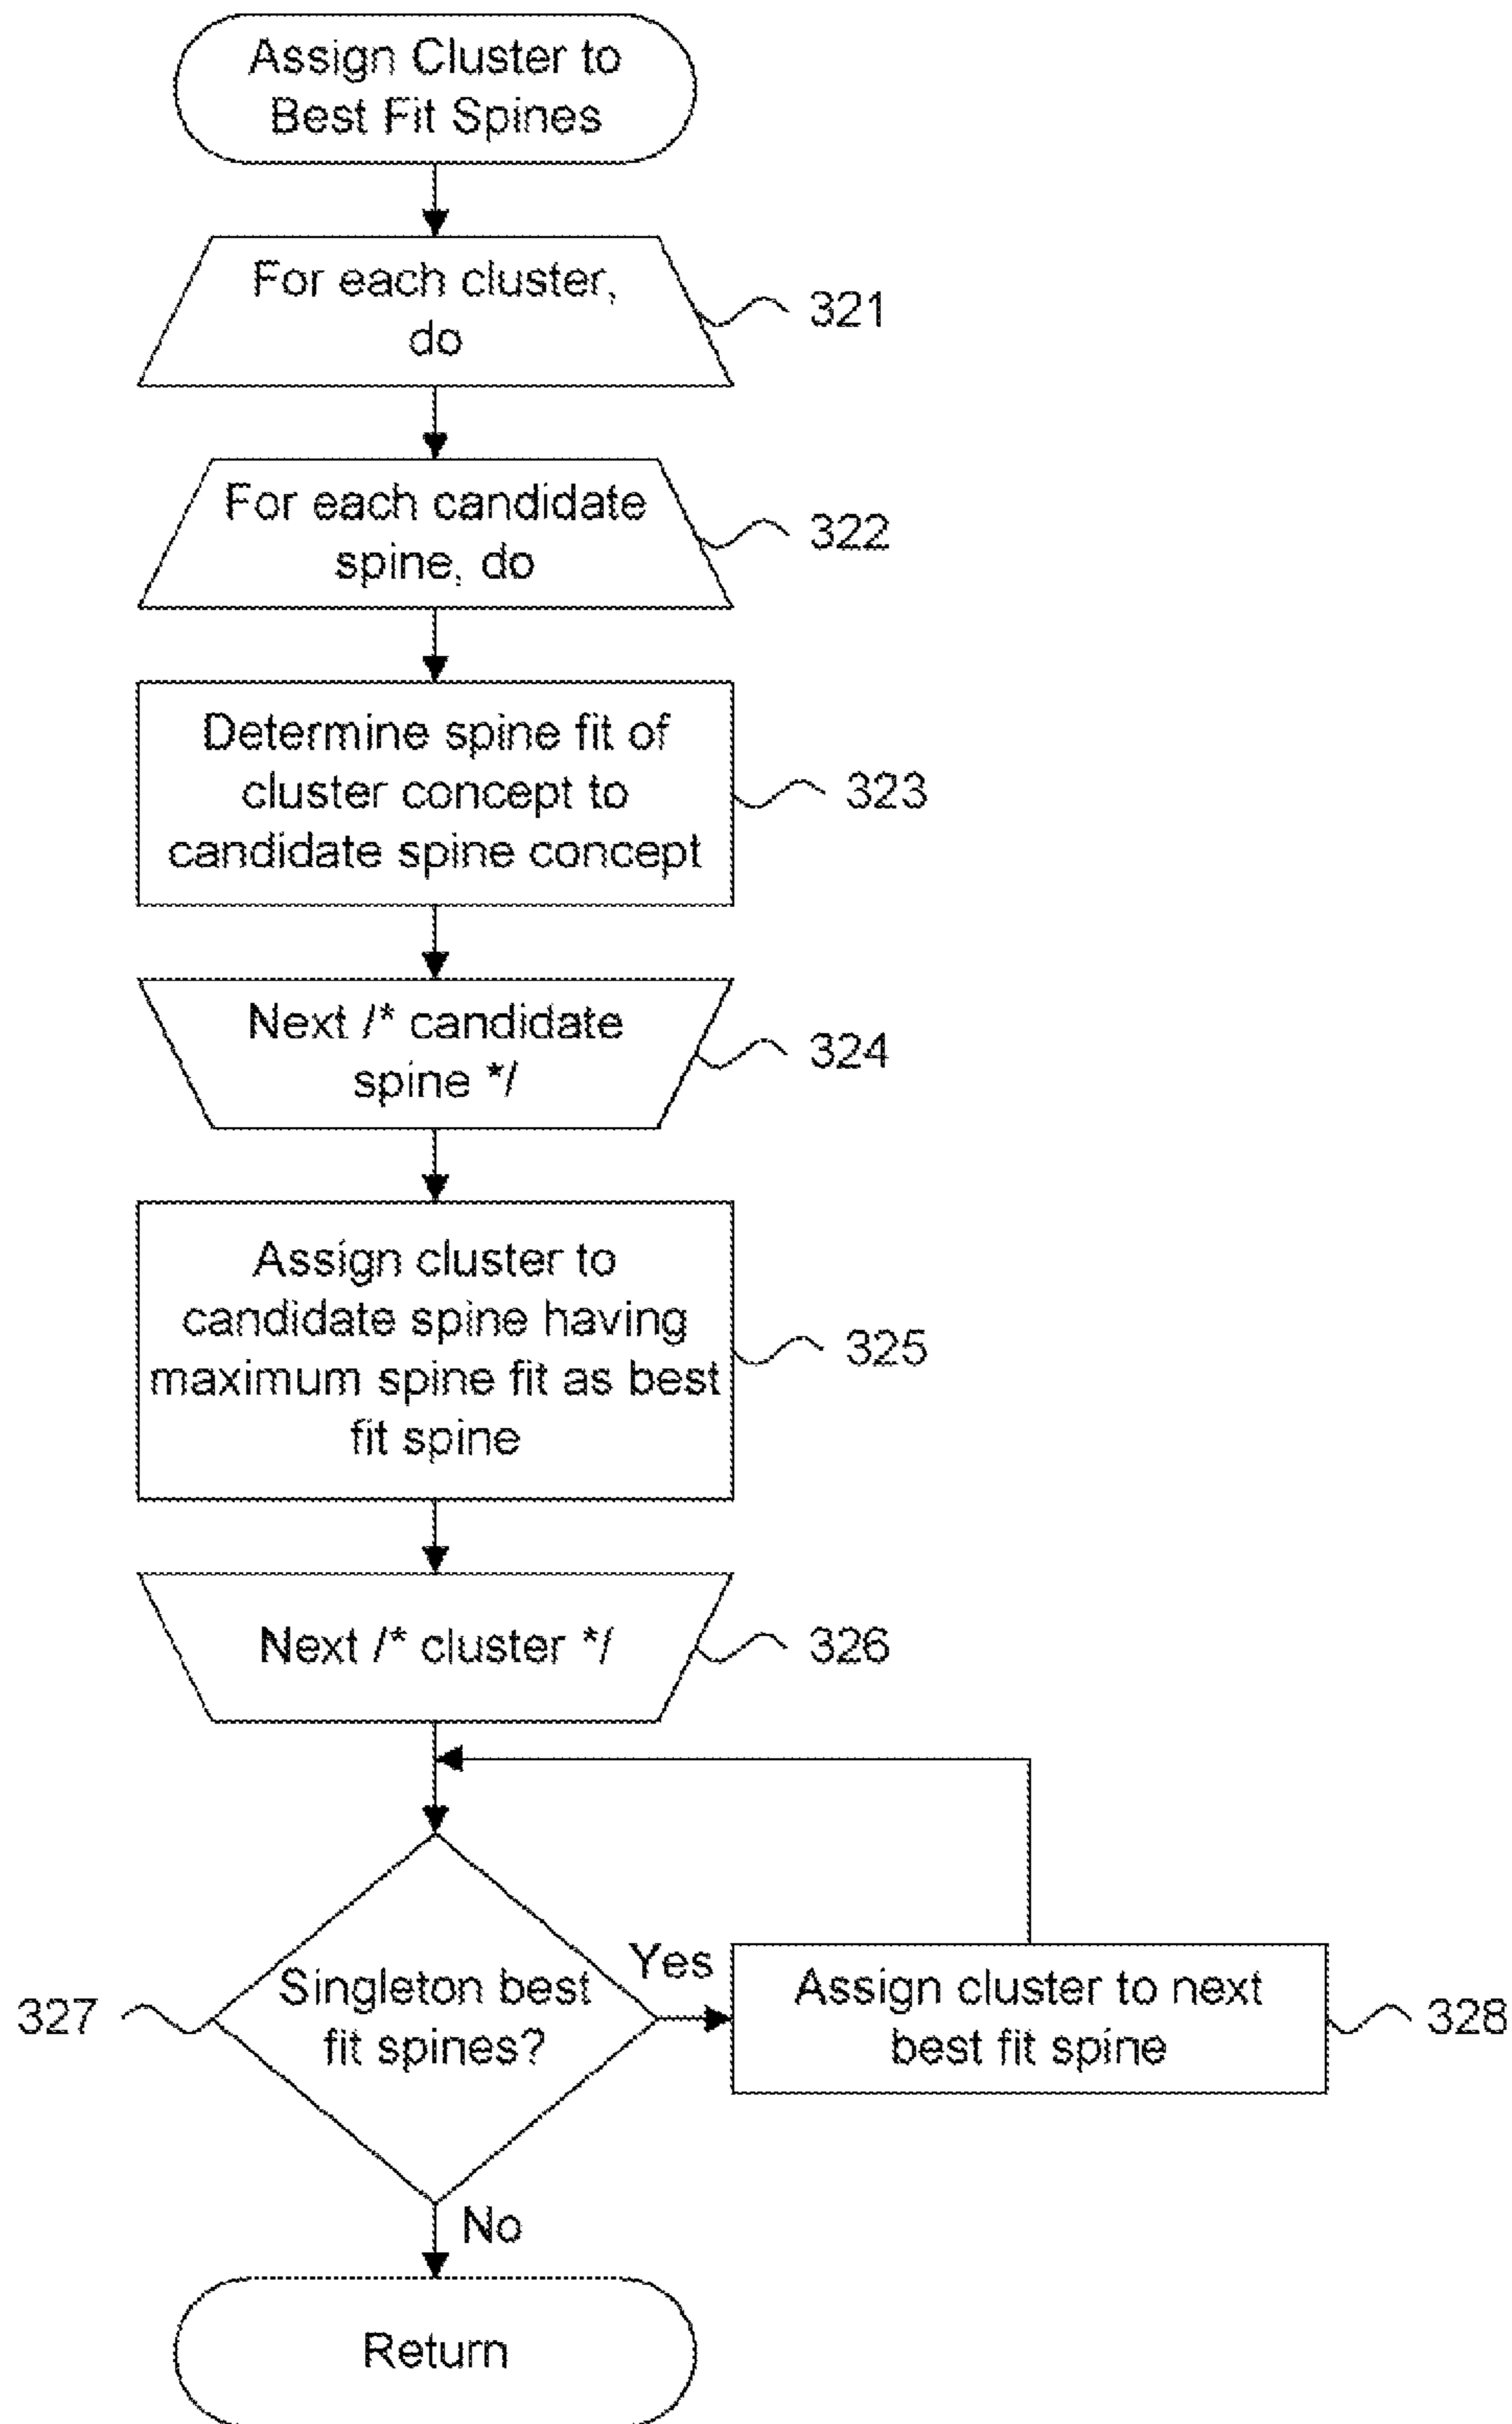 Assign Cluster to
Best Fit Spines
For each cluster,
do
321
For each candidate
spine, do
322
Determine spine fit of
cluster concept to
candidate spine concept
323
Next /* candidate
spine */
324
Assign cluster to
candidate spine having
maximum spine fit as best
fit spine
325
Next /* cluster */
326
Singleton best
fit spines?
327
Yes
Assign cluster to next
best fit spine
328
No
Return